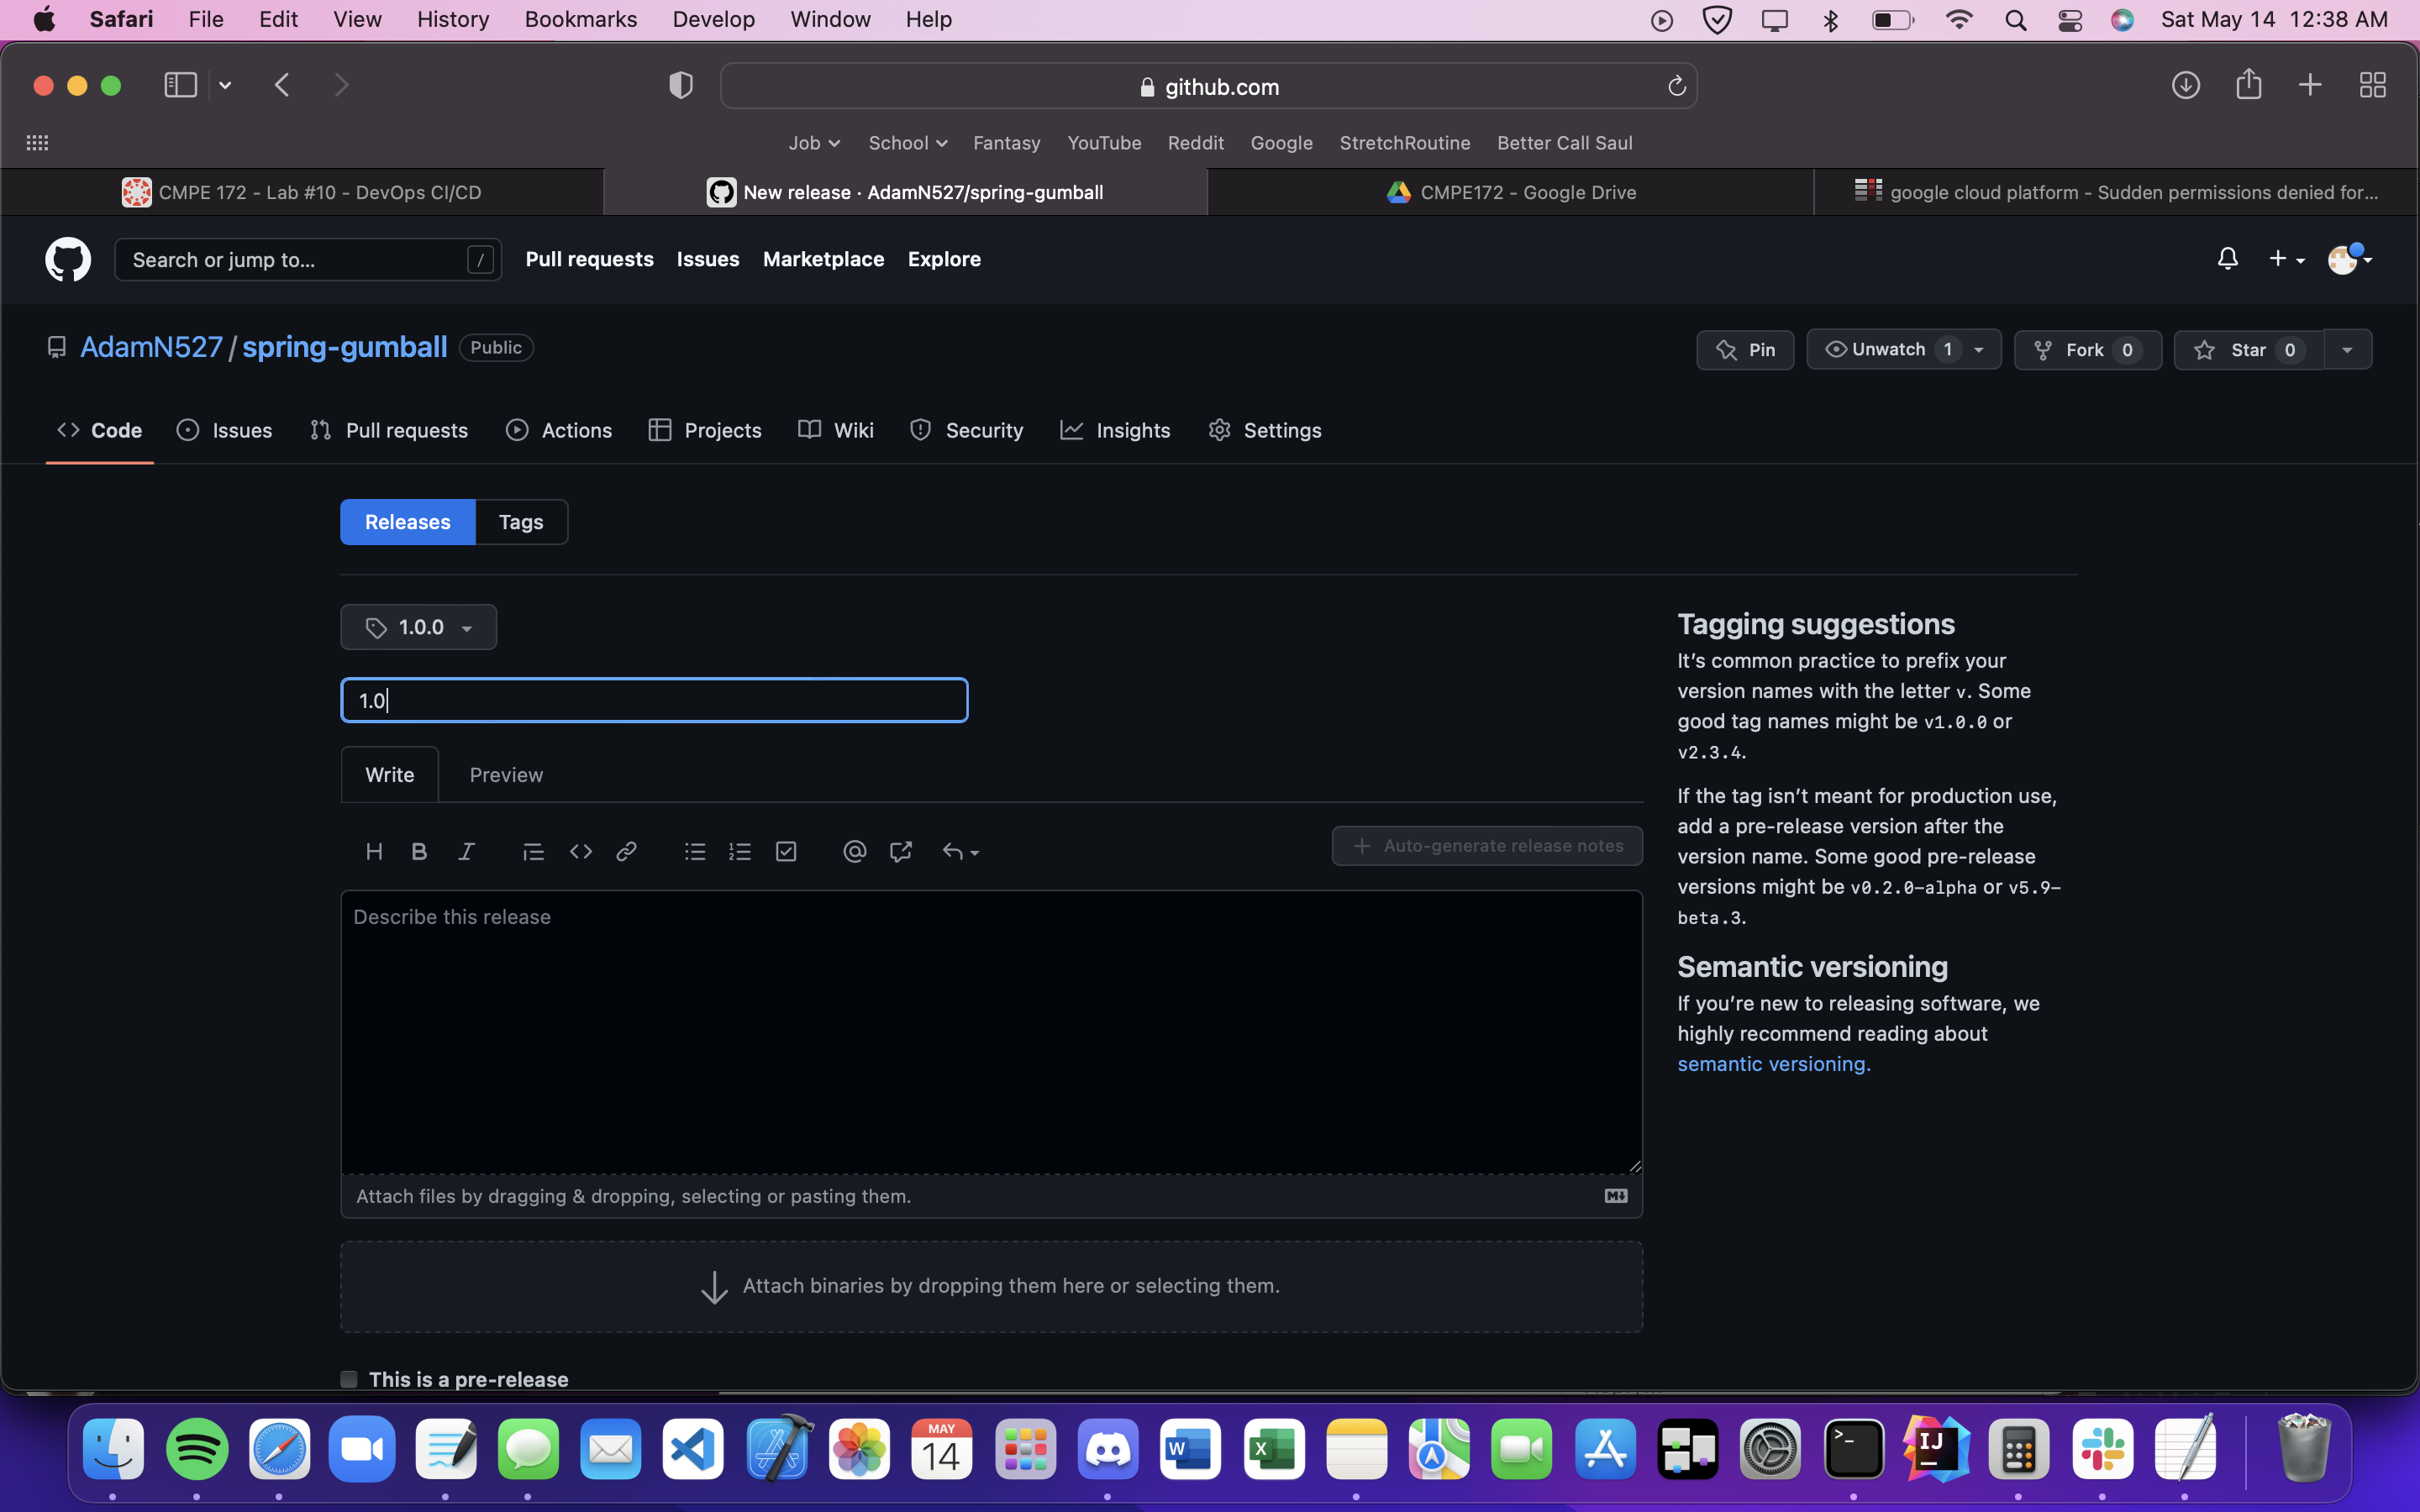 Safari File Edit View History Bookmarks Develop Window Help Sat May 14 12:38 AM
github.com
Job School Fantasy YouTube Reddit Google StretchRoutine Better Call Saul
CMPE 172 - Lab #10 - DevOps CI/CD New release · AdamN527/spring-gumball CMPE172 - Google Drive google cloud platform - Sudden permissions denied for...
Search or jump to... / Pull requests Issues Marketplace Explore
AdamN527/spring-gumball Public Pin Unwatch 1 Fork 0 Star 0
Code Issues Pull requests Actions Projects Wiki Security Insights Settings
Releases Tags
1.0.0
1.0
Write Preview
H B I @ + Auto-generate release notes
Describe this release
Attach files by dragging & dropping, selecting or pasting them.
Attach binaries by dropping them here or selecting them.
This is a pre-release
Tagging suggestions
It's common practice to prefix your
version names with the letter v. Some
good tag names might be v1.0.0 or
v2.3.4.
If the tag isn't meant for production use,
add a pre-release version after the
version name. Some good pre-release
versions might be v0.2.0-alpha or v5.9-
beta.3.
Semantic versioning
If you're new to releasing software, we
highly recommend reading about
semantic versioning.
MAY
14
W
X
>_
IJ